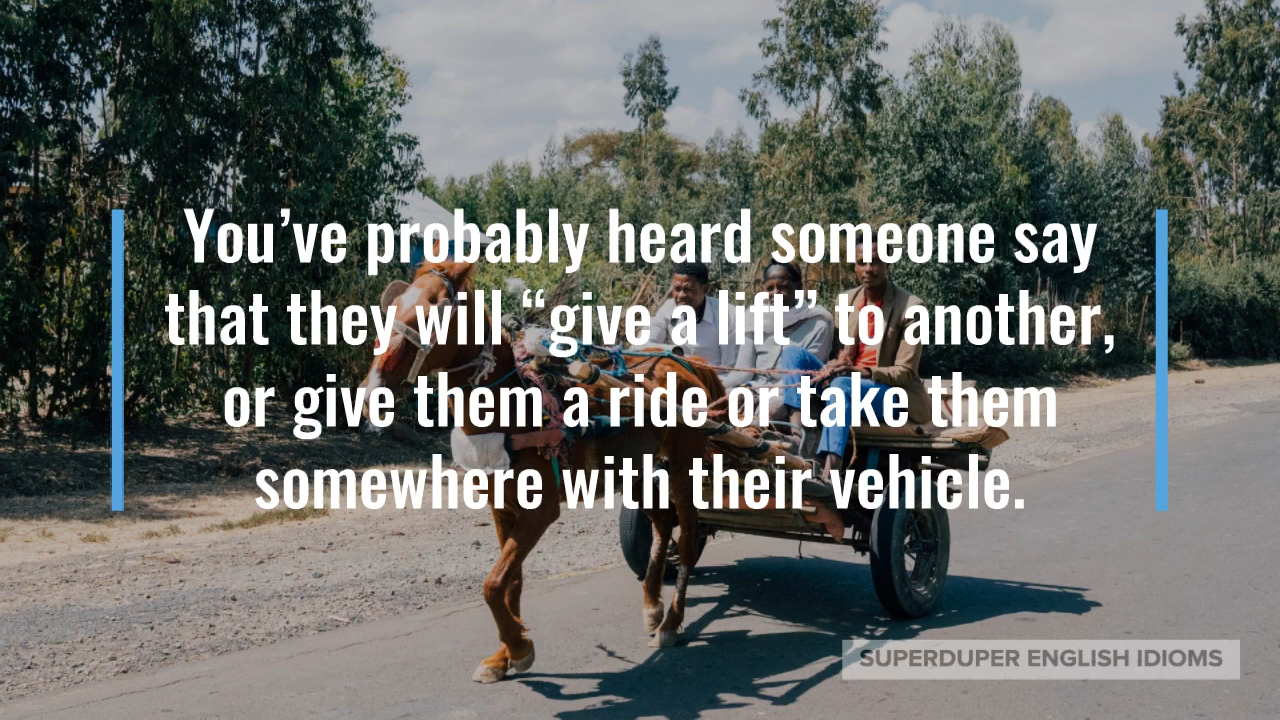 You’ve probably heard someone say
that they will “give a lift” to another,
or give them a ride or take them
somewhere with their vehicle.
SUPERDUPER ENGLISH IDIOMS